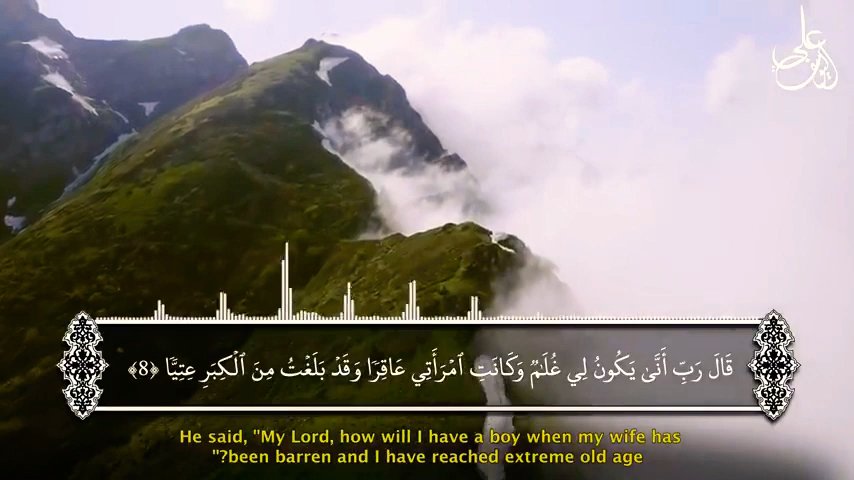 قَالَ رَبِّ أَنَّىٰ يَكُونُ لِي غُلَٰمٞ وَكَانَتِ ٱمۡرَأَتِي عَاقِرٗا وَقَدۡ بَلَغۡتُ مِنَ ٱلۡكِبَرِ عِتِيّٗا ﴿8﴾
He said, "My Lord, how will I have a boy when my wife has
"?been barren and I have reached extreme old age